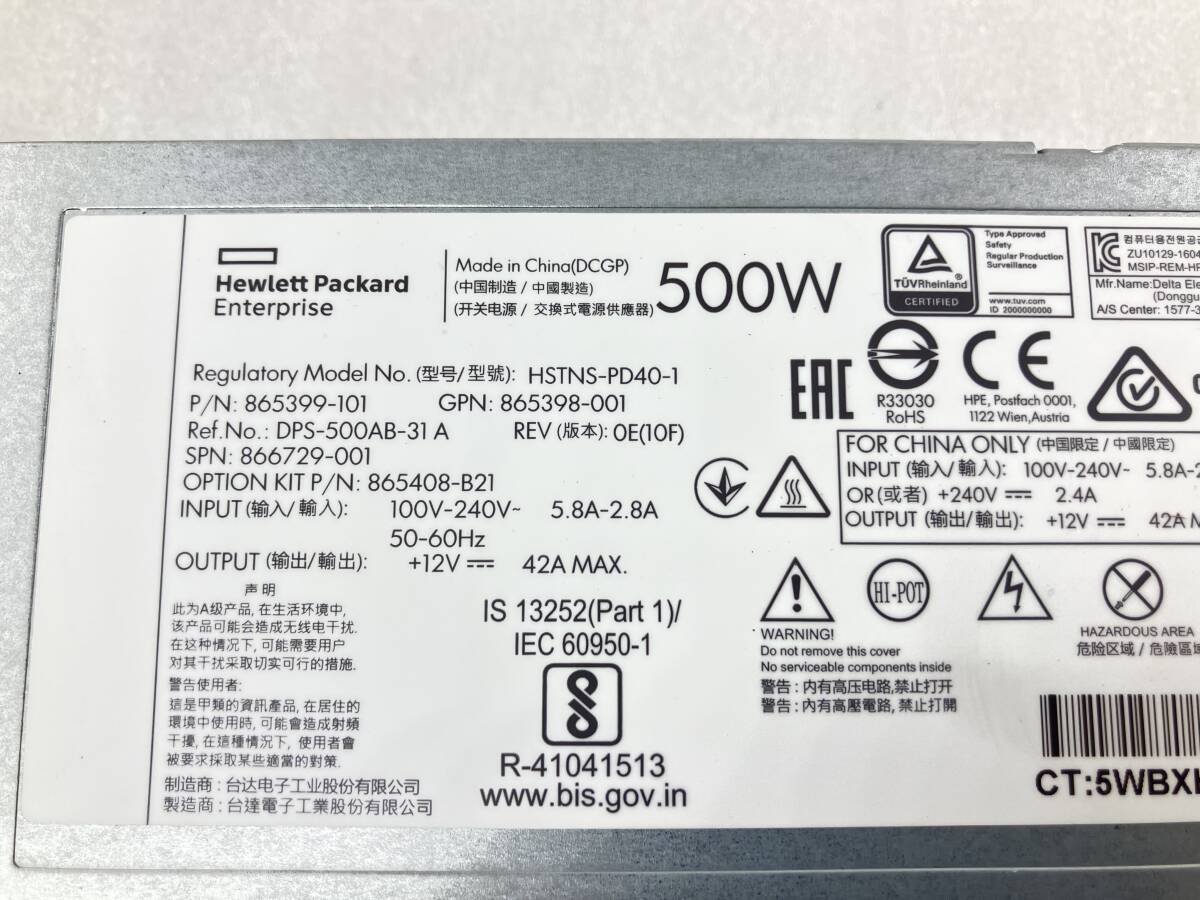 Hewlett Packard
Enterprise
Made in China(DCGP)
(中国制造 / 中國製造)
(开关电源 / 交換式電源供應器)
500W
TÜVRheinland
CERTIFIED
Type Approved
Safety
Regular Production
Surveillance
www.tuv.com
ID 2000000000
컴퓨터용전원공급
ZU10129-1604
MSIP-REM-HP
Mfr.Name:Delta Ele
(Donggu
A/S Center: 1577-3
Regulatory Model No. (型号/型號): HSTNS-PD40-1
P/N: 865399-101 GPN: 865398-001
Ref.No.: DPS-500AB-31 A REV (版本): 0E(10F)
SPN: 866729-001
OPTION KIT P/N: 865408-B21
INPUT (输入/輸入): 100V-240V~ 5.8A-2.8A
50-60Hz
OUTPUT (输出/輸出): +12V 42A MAX.
EAC
R33030
RoHS
CE
HPE, Postfach 0001,
1122 Wien,Austria
FOR CHINA ONLY (中国限定 / 中國限定)
INPUT (输入/輸入): 100V-240V~ 5.8A-2
OR(或者) +240V 2.4A
OUTPUT (输出/輸出): +12V 42A M
声 明
此为A级产品, 在生活环境中,
该产品可能会造成无线电干扰.
在这种情况下, 可能需要用户
对其干扰采取切实可行的措施.
警告使用者:
這是甲類的資訊產品, 在居住的
環境中使用時, 可能會造成射頻
干擾, 在這種情況下, 使用者會
被要求採取某些適當的對策.
制造商 : 台达电子工业股份有限公司
製造商 : 台達電子工業股份有限公司
IS 13252(Part 1)/
IEC 60950-1
R-41041513
www.bis.gov.in
WARNING!
Do not remove this cover
No serviceable components inside
警告 : 内有高压电路,禁止打开
警告 : 內有高壓電路, 禁止打開
HI-POT
HAZARDOUS AREA
危险区域 / 危險區域
CT:5WBXI